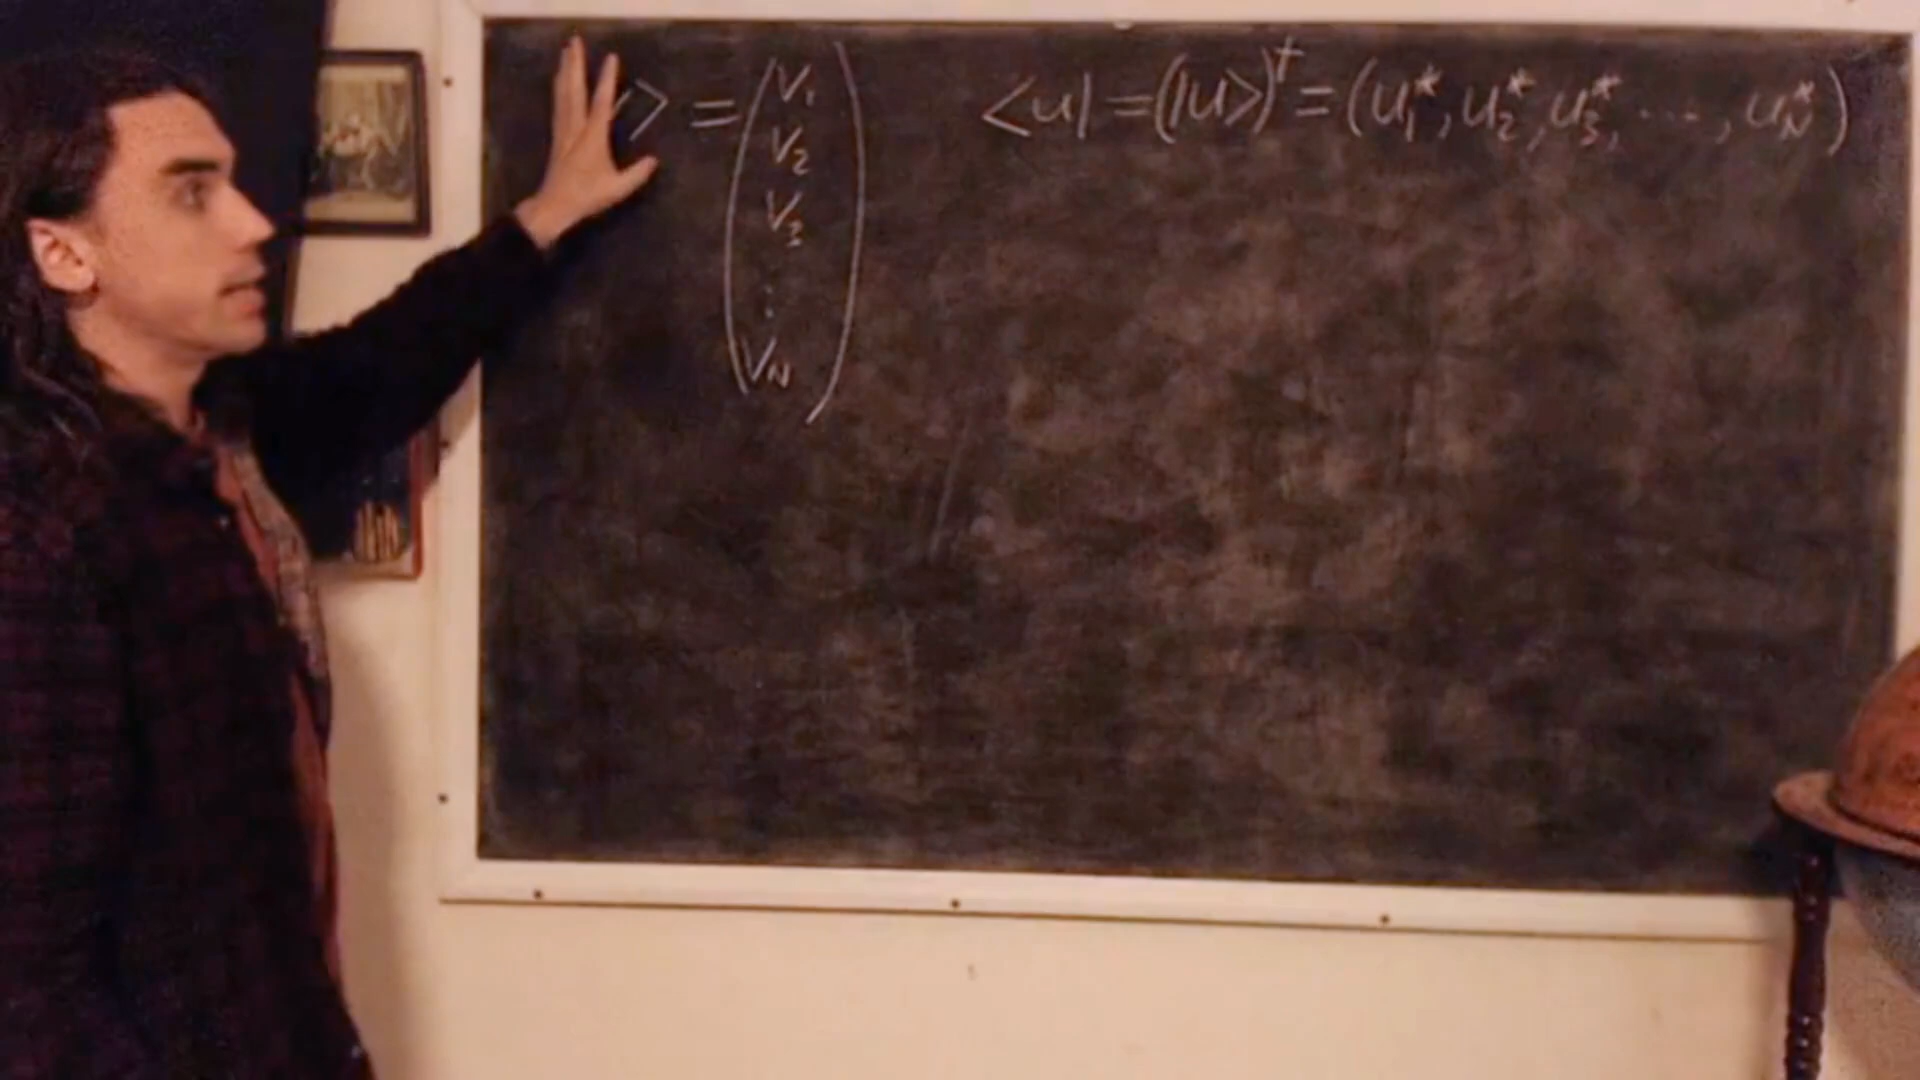 v> = (V₁ V₂ V₃ ⋮ V_N)
<u| = (|u>)† = (u₁*, u₂*, u₃*, ...., u_N*)